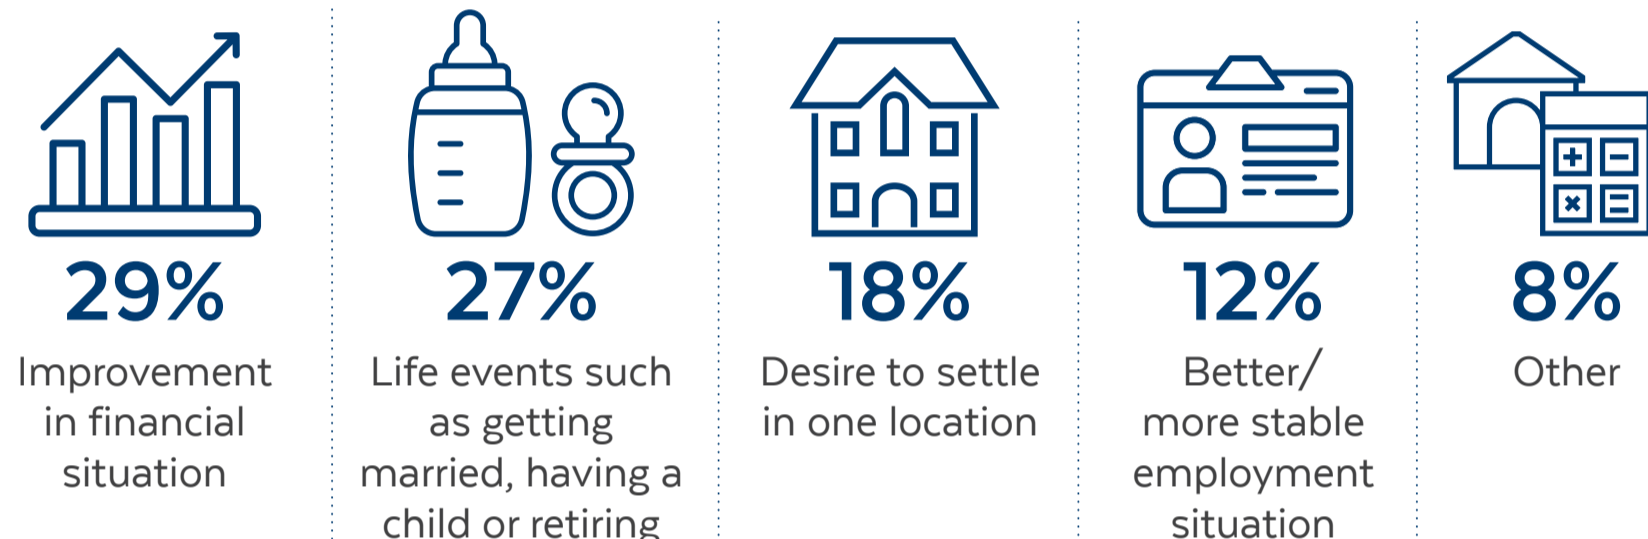 29%
Improvement
in financial
situation
27%
Life events such
as getting
married, having a
child or retiring
18%
Desire to settle
in one location
12%
Better/
more stable
employment
situation
8%
Other